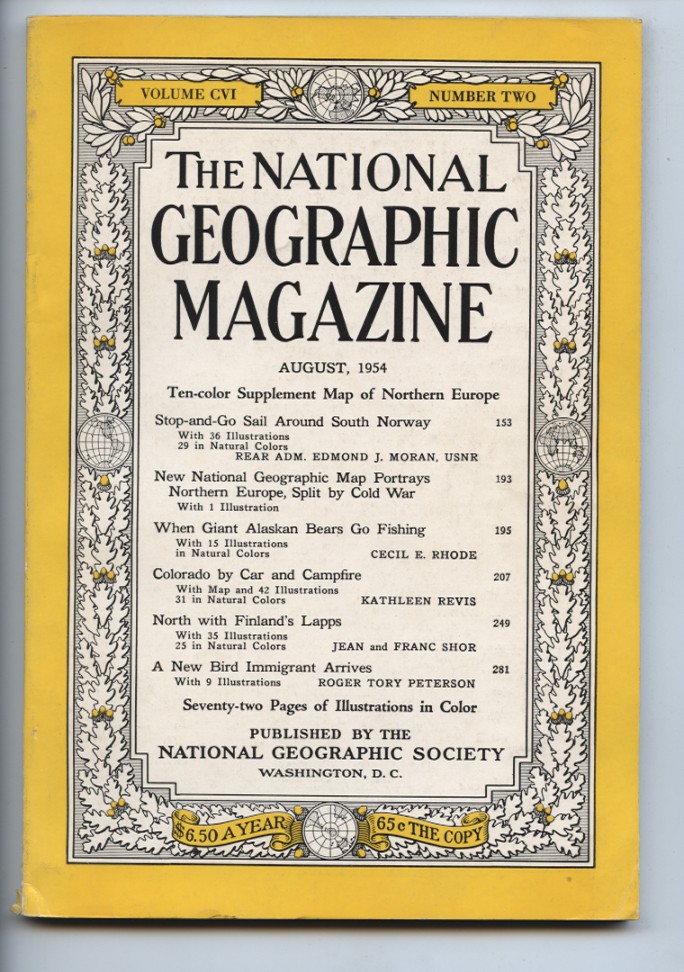 VOLUME CVI
NUMBER TWO
THE NATIONAL
GEOGRAPHIC
MAGAZINE
AUGUST, 1954
Ten-color Supplement Map of Northern Europe
Stop-and-Go Sail Around South Norway 153
With 36 Illustrations
29 in Natural Colors
REAR ADM. EDMOND J. MORAN, USNR
New National Geographic Map Portrays 193
Northern Europe, Split by Cold War
With 1 Illustration
When Giant Alaskan Bears Go Fishing 195
With 15 Illustrations
in Natural Colors CECIL E. RHODE
Colorado by Car and Campfire 207
With Map and 42 Illustrations
31 in Natural Colors KATHLEEN REVIS
North with Finland's Lapps 249
With 35 Illustrations
25 in Natural Colors JEAN and FRANC SHOR
A New Bird Immigrant Arrives 281
With 9 Illustrations ROGER TORY PETERSON
Seventy-two Pages of Illustrations in Color
PUBLISHED BY THE
NATIONAL GEOGRAPHIC SOCIETY
WASHINGTON, D. C.
$6.50 A YEAR
65c THE COPY